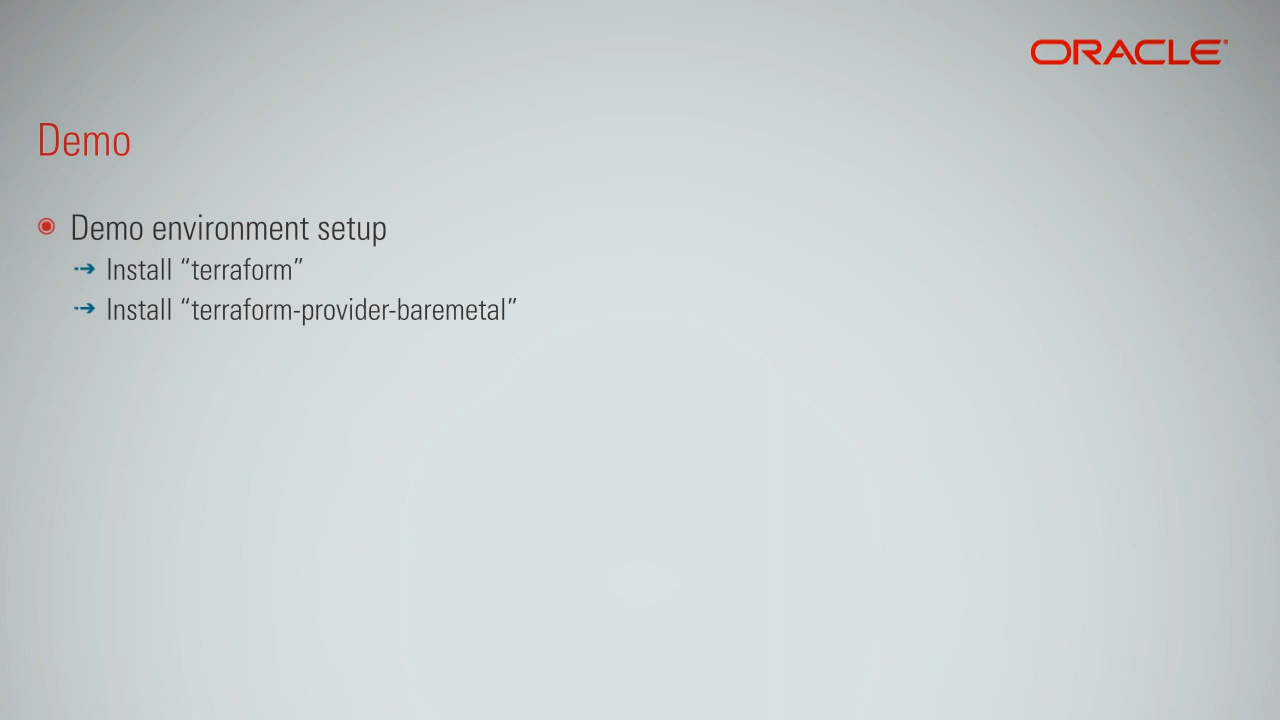 ORACLE
Demo
Demo environment setup
Install “terraform”
Install “terraform-provider-baremetal”